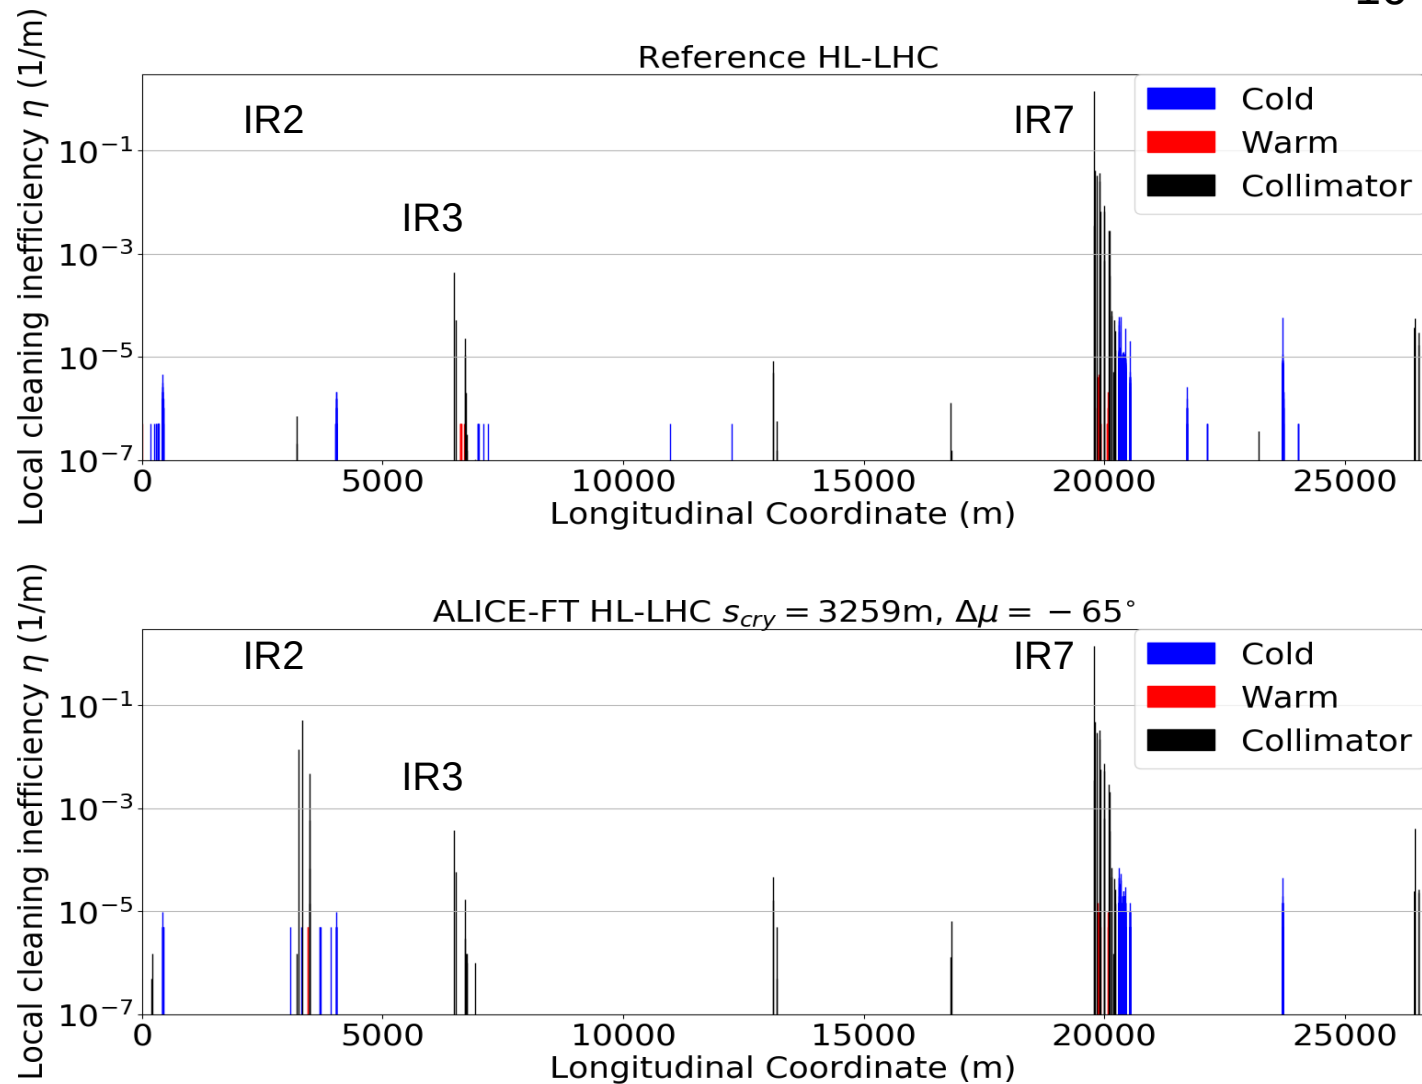 Reference HL-LHC
Local cleaning inefficiency η (1/m)
IR2
IR3
IR7
Cold
Warm
Collimator
10⁻¹
10⁻³
10⁻⁵
10⁻⁷
0 5000 10000 15000 20000 25000
Longitudinal Coordinate (m)
ALICE-FT HL-LHC s_cry = 3259m, Δμ = − 65°
Local cleaning inefficiency η (1/m)
IR2
IR3
IR7
Cold
Warm
Collimator
10⁻¹
10⁻³
10⁻⁵
10⁻⁷
0 5000 10000 15000 20000 25000
Longitudinal Coordinate (m)